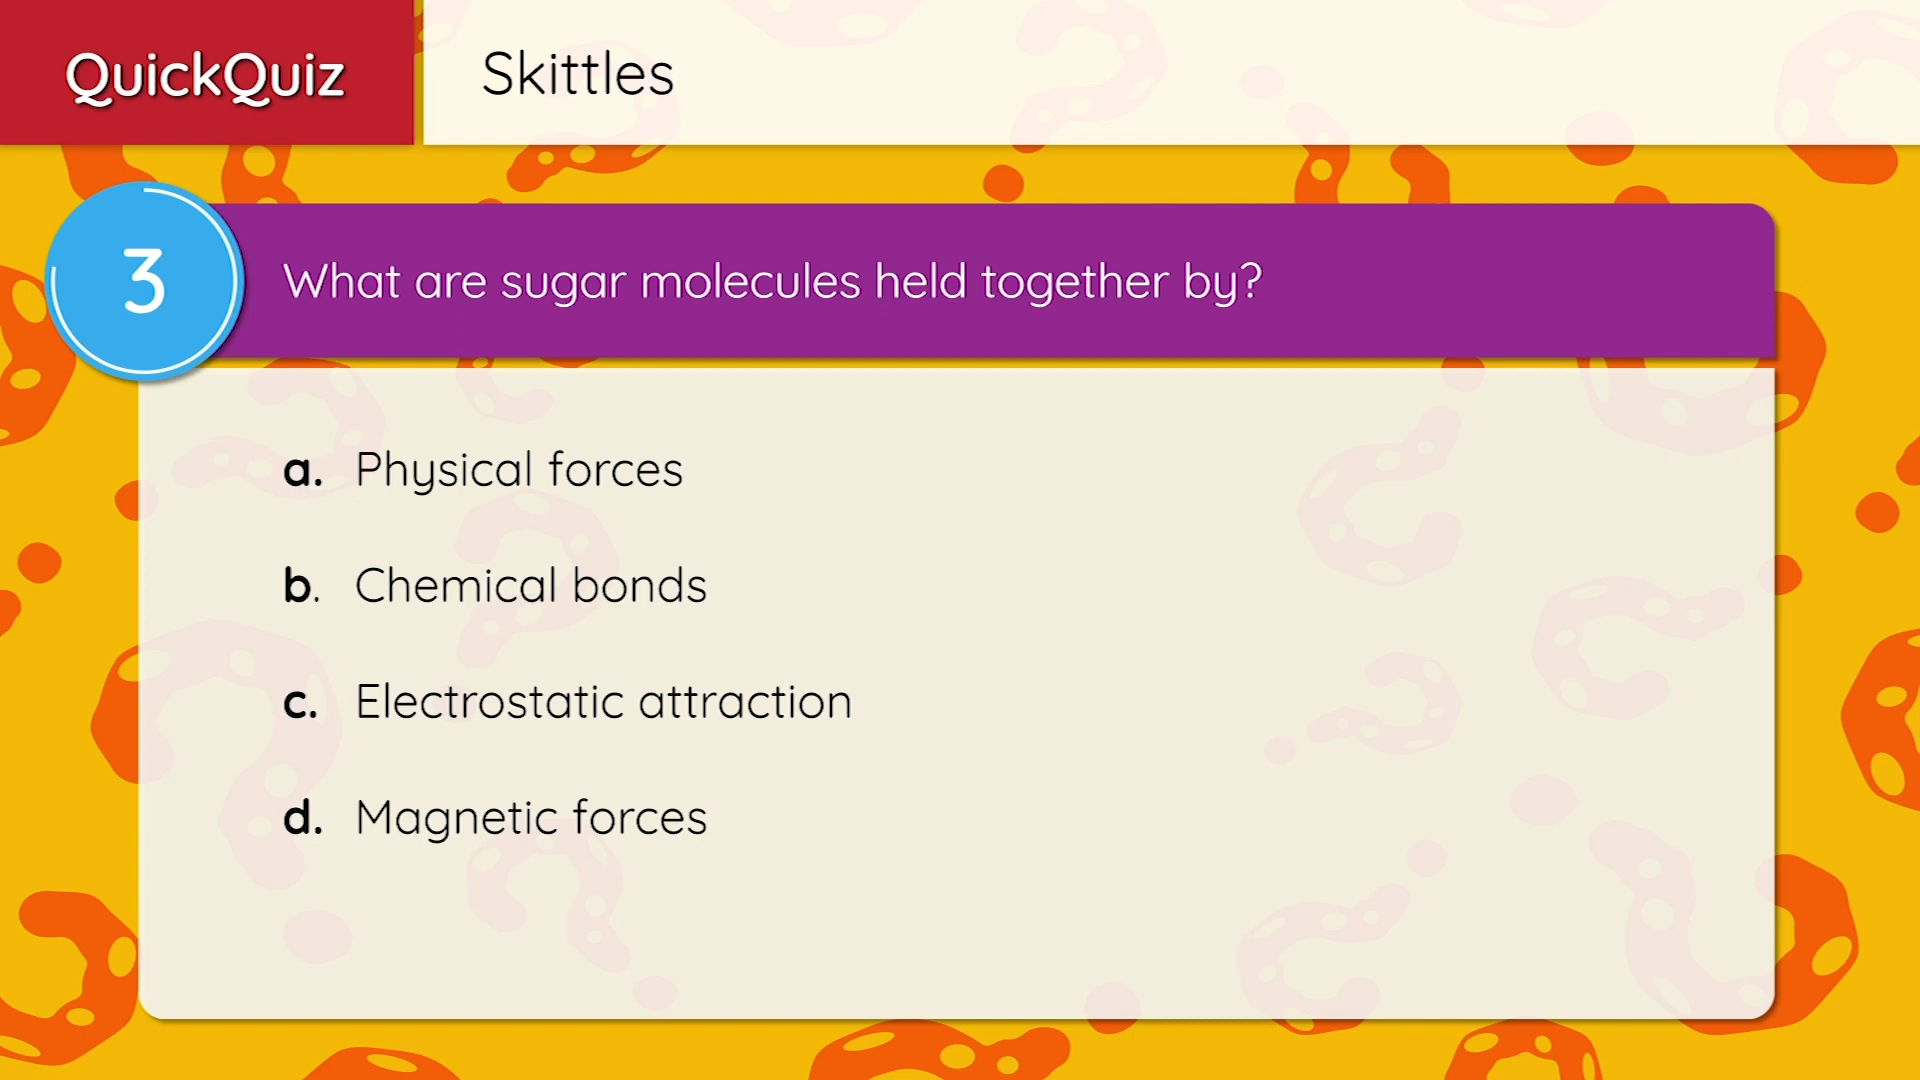 QuickQuiz
Skittles
3
What are sugar molecules held together by?
a. Physical forces
b. Chemical bonds
c. Electrostatic attraction
d. Magnetic forces